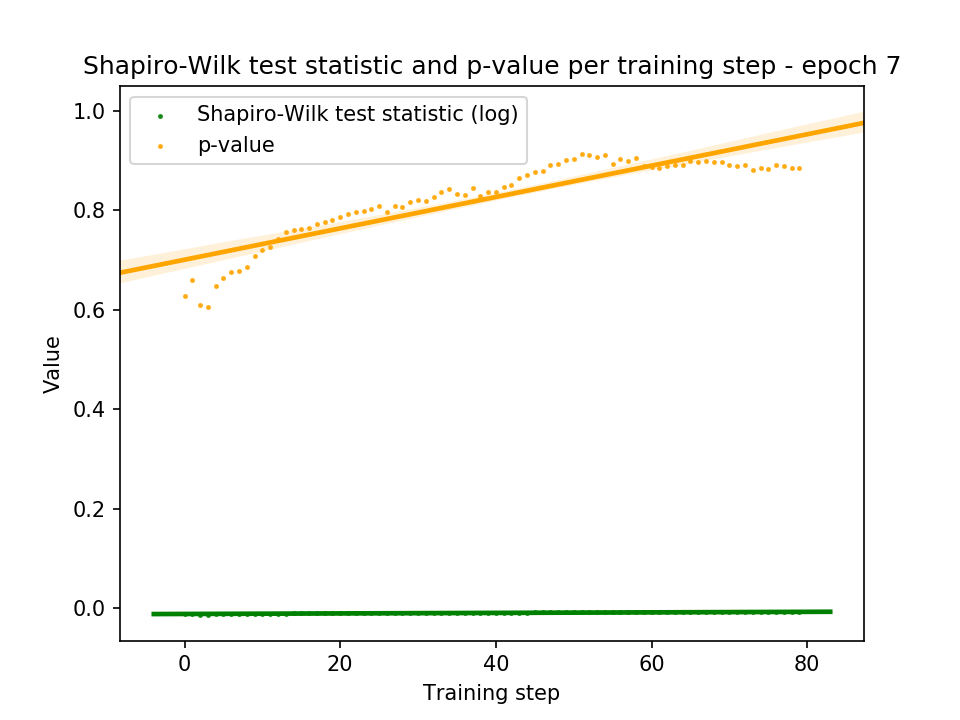 Shapiro-Wilk test statistic and p-value per training step - epoch 7
Shapiro-Wilk test statistic (log)
p-value
Value
1.0
0.8
0.6
0.4
0.2
0.0
0 20 40 60 80
Training step